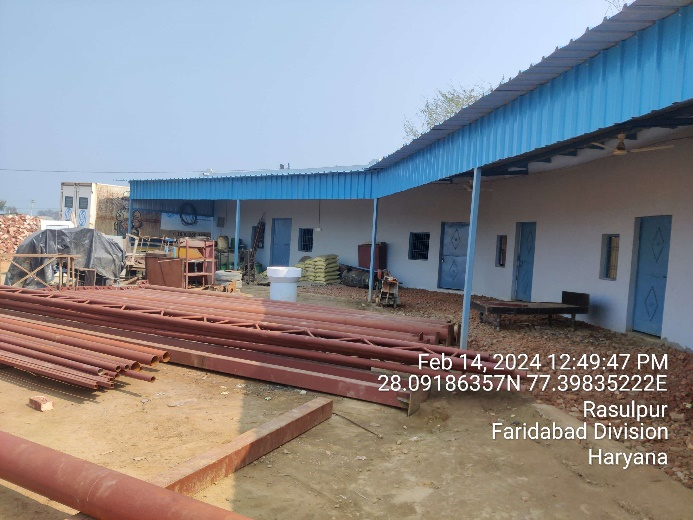 Feb 14, 2024 12:49:47 PM
28.09186357N 77.39835222E
Rasulpur
Faridabad Division
Haryana